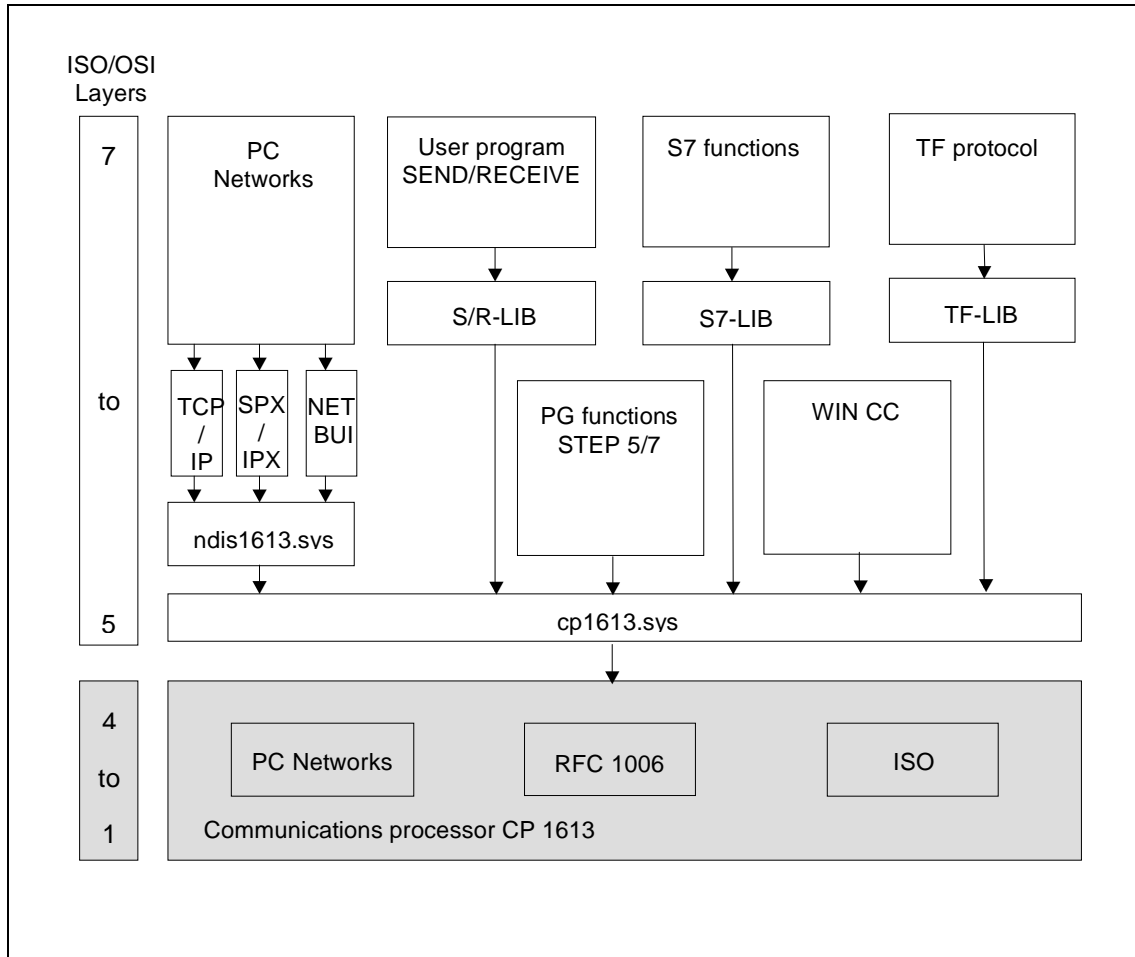 ISO/OSI
Layers
7
to
5
PC
Networks
User program
SEND/RECEIVE
S7 functions
TF protocol
S/R-LIB
S7-LIB
TF-LIB
TCP
/
IP
SPX
/
IPX
NET
BUI
PG functions
STEP 5/7
WIN CC
ndis1613.sys
cp1613.sys
4
to
1
PC Networks
RFC 1006
ISO
Communications processor CP 1613